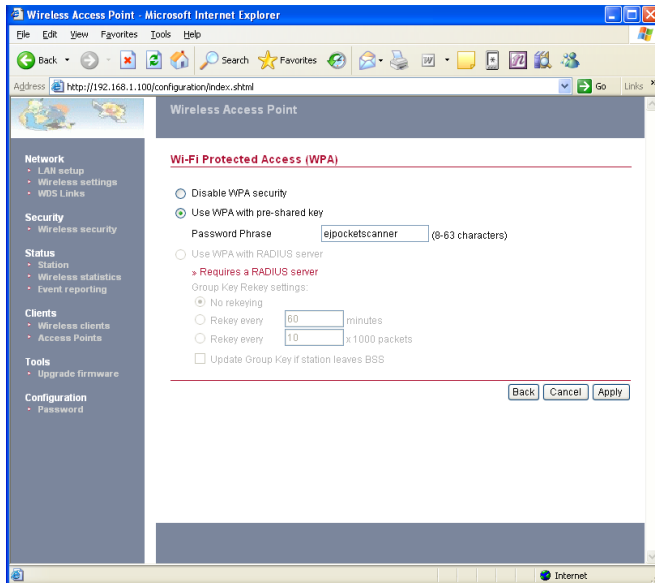 Wireless Access Point - Microsoft Internet Explorer
File Edit View Favorites Tools Help
Back Search Favorites
Address http://192.168.1.100/configuration/index.shtml Go Links »
Wireless Access Point
Network
LAN setup
Wireless settings
WDS Links
Security
Wireless security
Status
Station
Wireless statistics
Event reporting
Clients
Wireless clients
Access Points
Tools
Upgrade firmware
Configuration
Password
Wi-Fi Protected Access (WPA)
Disable WPA security
Use WPA with pre-shared key
Password Phrase ejpocketscanner (8-63 characters)
Use WPA with RADIUS server
» Requires a RADIUS server
Group Key Rekey settings:
No rekeying
Rekey every 60 minutes
Rekey every 10 x 1000 packets
Update Group Key if station leaves BSS
Back Cancel Apply
Internet